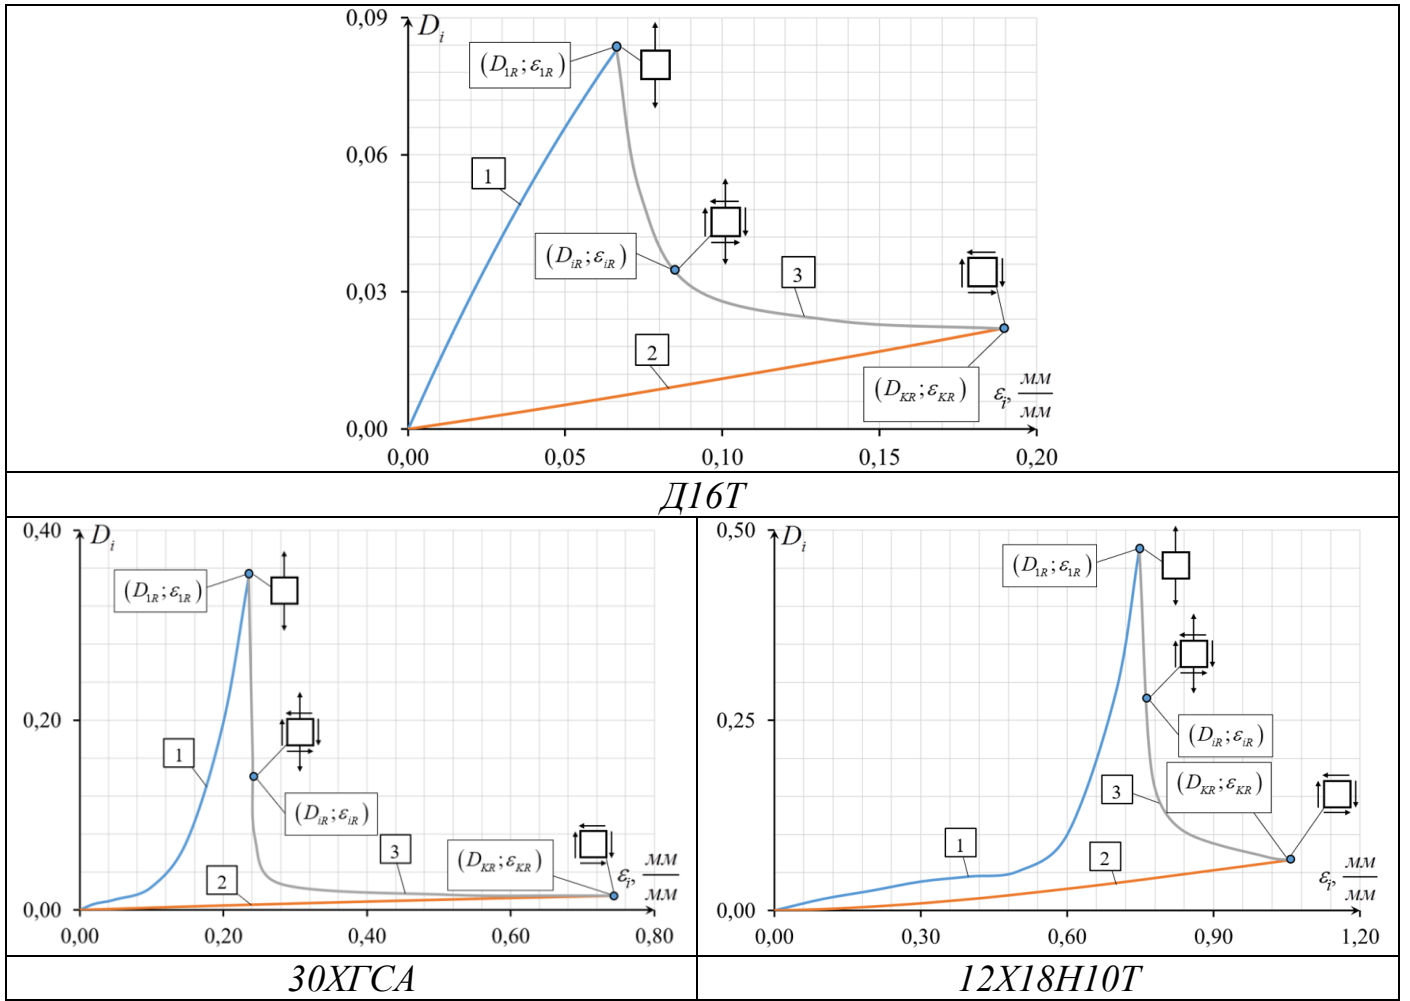 0,09
D_i
(D_1R; ε_1R)
0,06
1
(D_iR; ε_iR)
3
0,03
2
(D_KR; ε_KR)
ε_i, мм/мм
0,00
0,00 0,05 0,10 0,15 0,20
Д16Т
0,40
D_i
(D_1R; ε_1R)
0,20
1
(D_iR; ε_iR)
3
(D_KR; ε_KR)
2
ε_i, мм/мм
0,00
0,00 0,20 0,40 0,60 0,80
30ХГСА
0,50
D_i
(D_1R; ε_1R)
0,25
(D_iR; ε_iR)
(D_KR; ε_KR)
3
1
2
ε_i, мм/мм
0,00
0,00 0,30 0,60 0,90 1,20
12Х18Н10Т